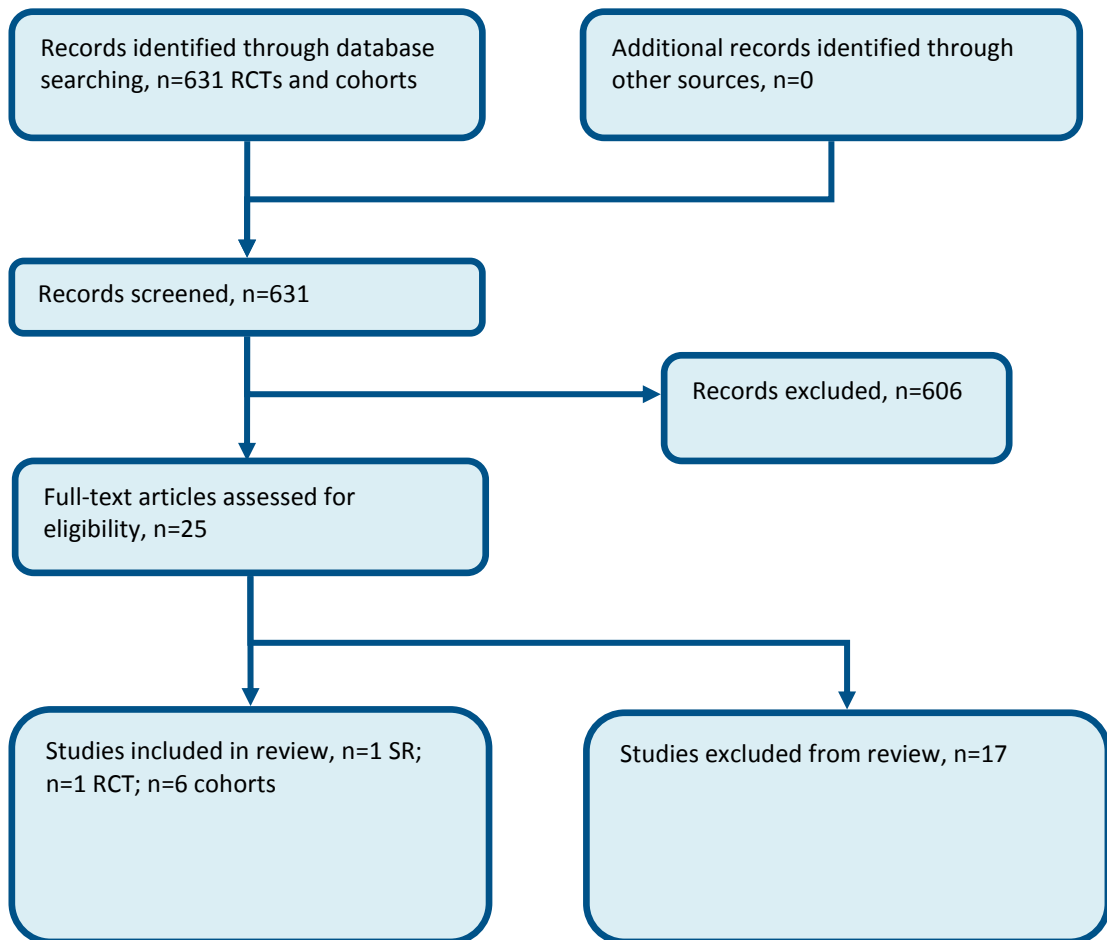 Records identified through database
searching, n=631 RCTs and cohorts
Additional records identified through
other sources, n=0
Records screened, n=631
Records excluded, n=606
Full-text articles assessed for
eligibility, n=25
Studies included in review, n=1 SR;
n=1 RCT; n=6 cohorts
Studies excluded from review, n=17